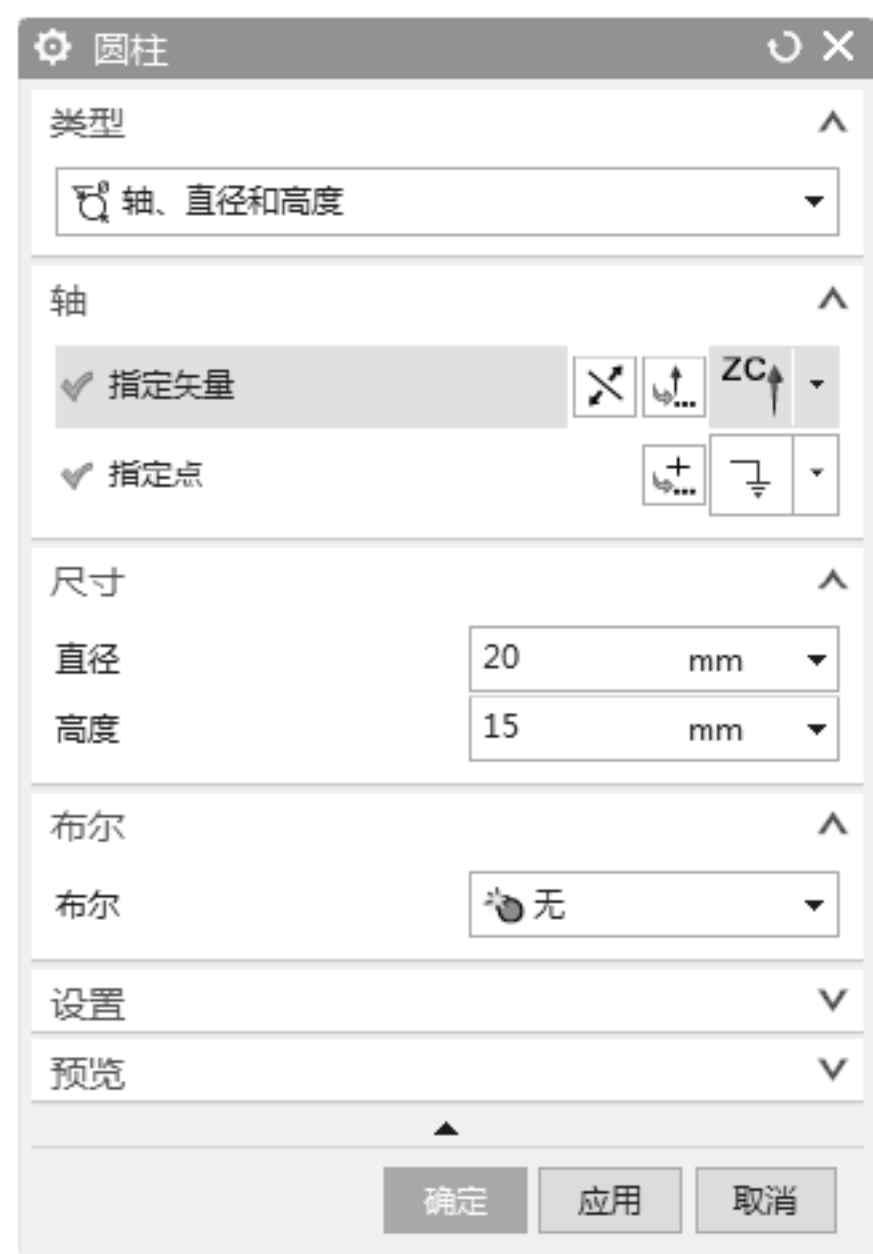 圆柱
类型
轴、直径和高度
轴
指定矢量 ZC
指定点
尺寸
直径 20 mm
高度 15 mm
布尔
布尔 无
设置
预览
确定 应用 取消